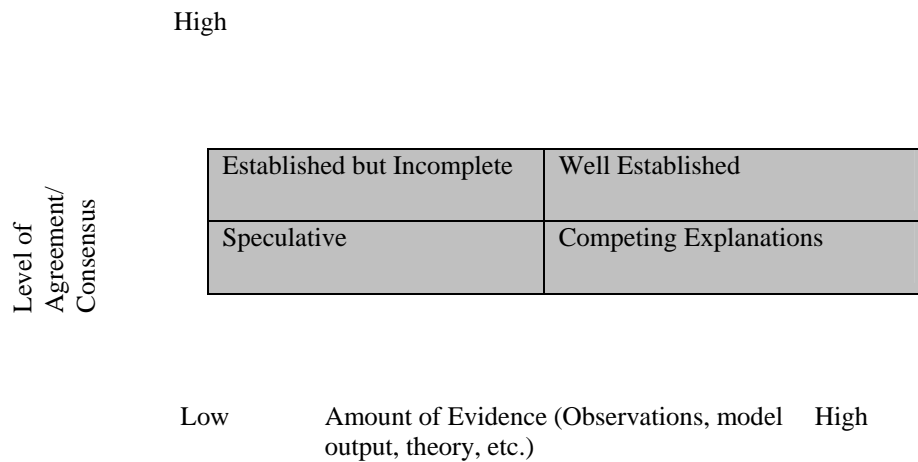 High
Established but Incomplete Well Established
Level of
Agreement/
Consensus
Speculative Competing Explanations
Low Amount of Evidence (Observations, model High
output, theory, etc.)